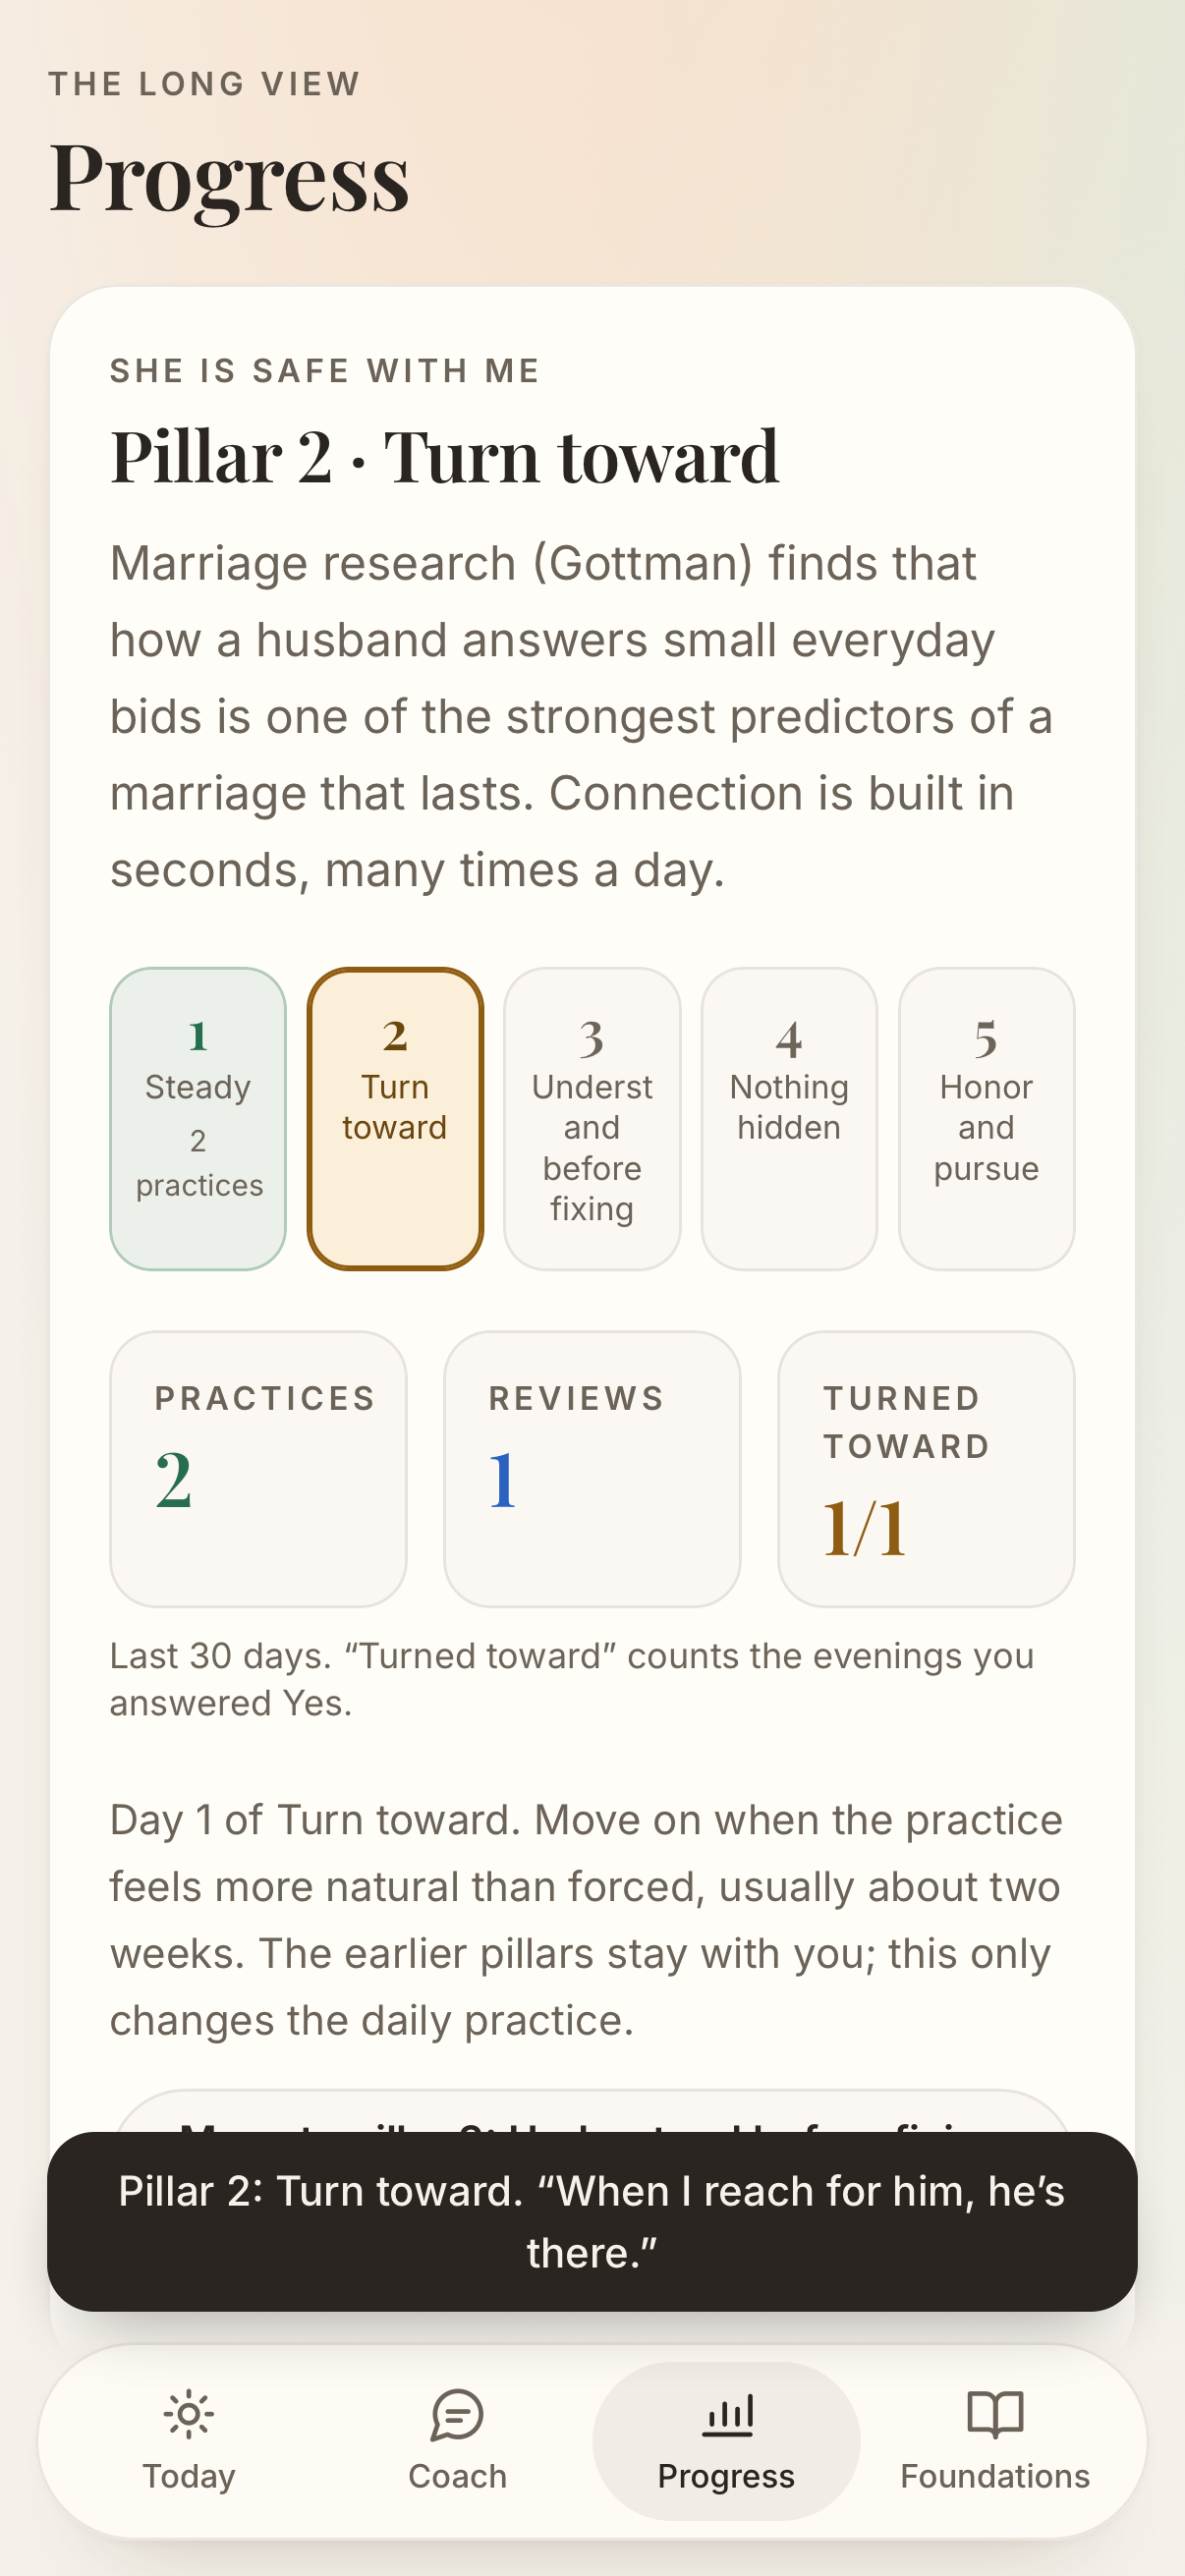 THE LONG VIEW
Progress
SHE IS SAFE WITH ME
Pillar 2 · Turn toward
Marriage research (Gottman) finds that
how a husband answers small everyday
bids is one of the strongest predictors of a
marriage that lasts. Connection is built in
seconds, many times a day.
1
Steady
2
practices
2
Turn
toward
3
Underst
and
before
fixing
4
Nothing
hidden
5
Honor
and
pursue
PRACTICES
2
REVIEWS
1
TURNED
TOWARD
1/1
Last 30 days. “Turned toward” counts the evenings you
answered Yes.
Day 1 of Turn toward. Move on when the practice
feels more natural than forced, usually about two
weeks. The earlier pillars stay with you; this only
changes the daily practice.
Pillar 2: Turn toward. “When I reach for him, he’s
there.”
Today
Coach
Progress
Foundations